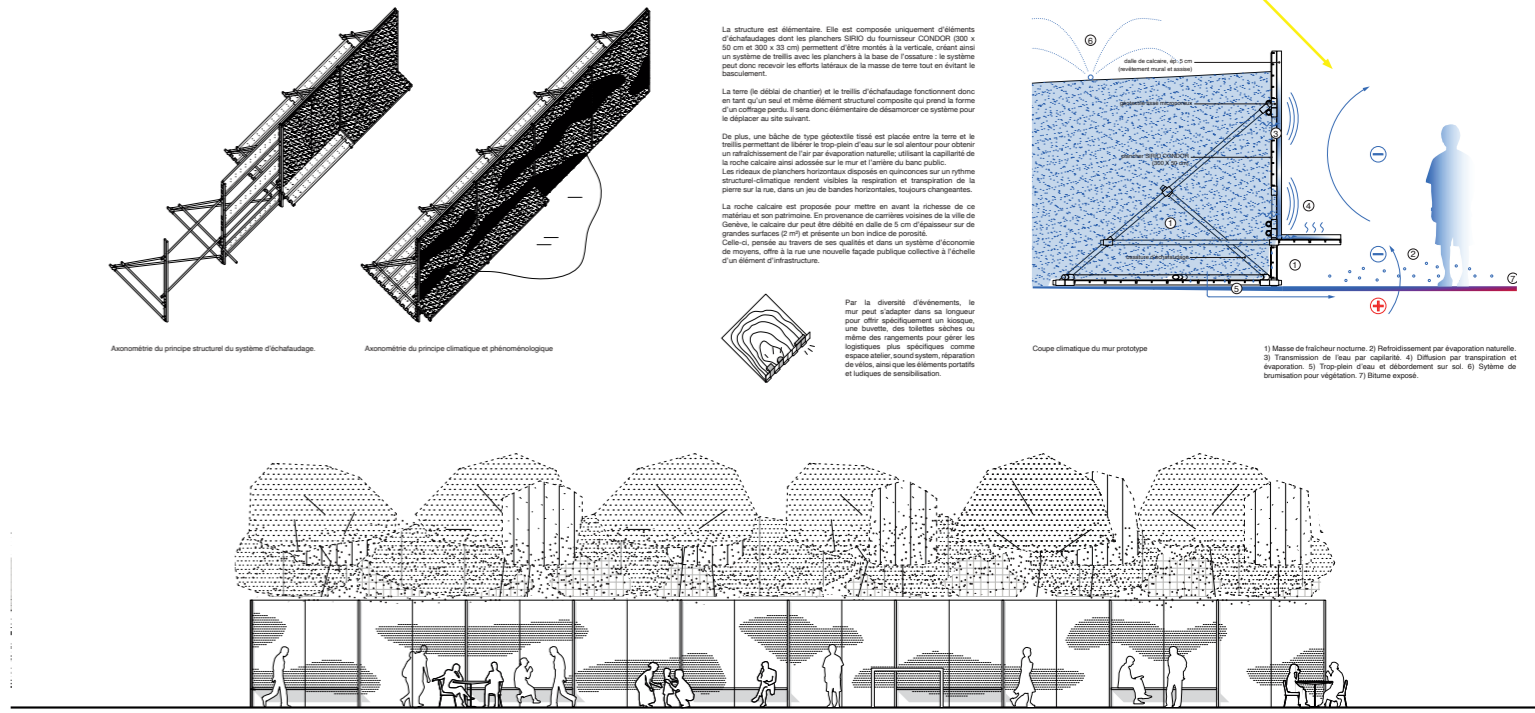 La structure est élémentaire. Elle est composée uniquement d'éléments
d'échafaudages dont les planchers SIRIO du fournisseur CONDOR (300 x
50 cm et 300 x 33 cm) permettent d'être montés à la verticale, créant ainsi
un système de treillis avec les planchers à la base de l'ossature : le système
peut donc recevoir les efforts latéraux de la masse de terre tout en évitant le
basculement.
La terre (le déblai de chantier) et le treillis d'échafaudage fonctionnent donc
en tant qu'un seul et même élément structurel composite qui prend la forme
d'un coffrage perdu. Il sera donc élémentaire de désamorcer ce système pour
le déplacer au site suivant.
De plus, une bâche de type géotextile tissé est placée entre la terre et le
treillis permettant de libérer le trop-plein d'eau sur le sol alentour pour obtenir
un rafraîchissement de l'air par évaporation naturelle; utilisant la capillarité de
la roche calcaire ainsi adossée sur le mur et l'arrière du banc public.
Les rideaux de planchers horizontaux disposés en quinconces sur un rythme
structurel-climatique rendent visibles la respiration et transpiration de la
pierre sur la rue, dans un jeu de bandes horizontales, toujours changeantes.
La roche calcaire est proposée pour mettre en avant la richesse de ce
matériau et son patrimoine. En provenance de carrières voisines de la ville de
Genève, le calcaire dur peut être débité en dalle de 5 cm d'épaisseur sur de
grandes surfaces (2 m²) et présente un bon indice de porosité.
Celle-ci, pensée au travers de ses qualités et dans un système d'économie
de moyens, offre à la rue une nouvelle façade publique collective à l'échelle
d'un élément d'infrastructure.
Par la diversité d'événements, le
mur peut s'adapter dans sa longueur
pour offrir spécifiquement un kiosque,
une buvette, des toilettes sèches ou
même des rangements pour gérer les
logistiques plus spécifiques comme
espace atelier, sound system, réparation
de vélos, ainsi que les éléments portatifs
et ludiques de sensibilisation.
Axonométrie du principe structurel du système d'échafaudage.
Axonométrie du principe climatique et phénoménologique
6
dalle de calcaire, ép. 5 cm
(revêtement mural et assise)
3
plancher SIRIO CONDOR
4
1
1
2
5
7
Coupe climatique du mur prototype
1) Masse de fraîcheur nocturne. 2) Refroidissement par évaporation naturelle.
3) Transmission de l'eau par capilarité. 4) Diffusion par transpiration et
évaporation. 5) Trop-plein d'eau et débordement sur sol. 6) Sytème de
brumisation pour végétation. 7) Bitume exposé.